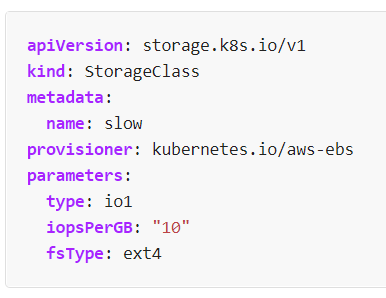 apiVersion: storage.k8s.io/v1
kind: StorageClass
metadata:
  name: slow
provisioner: kubernetes.io/aws-ebs
parameters:
  type: io1
  iopsPerGB: "10"
  fsType: ext4